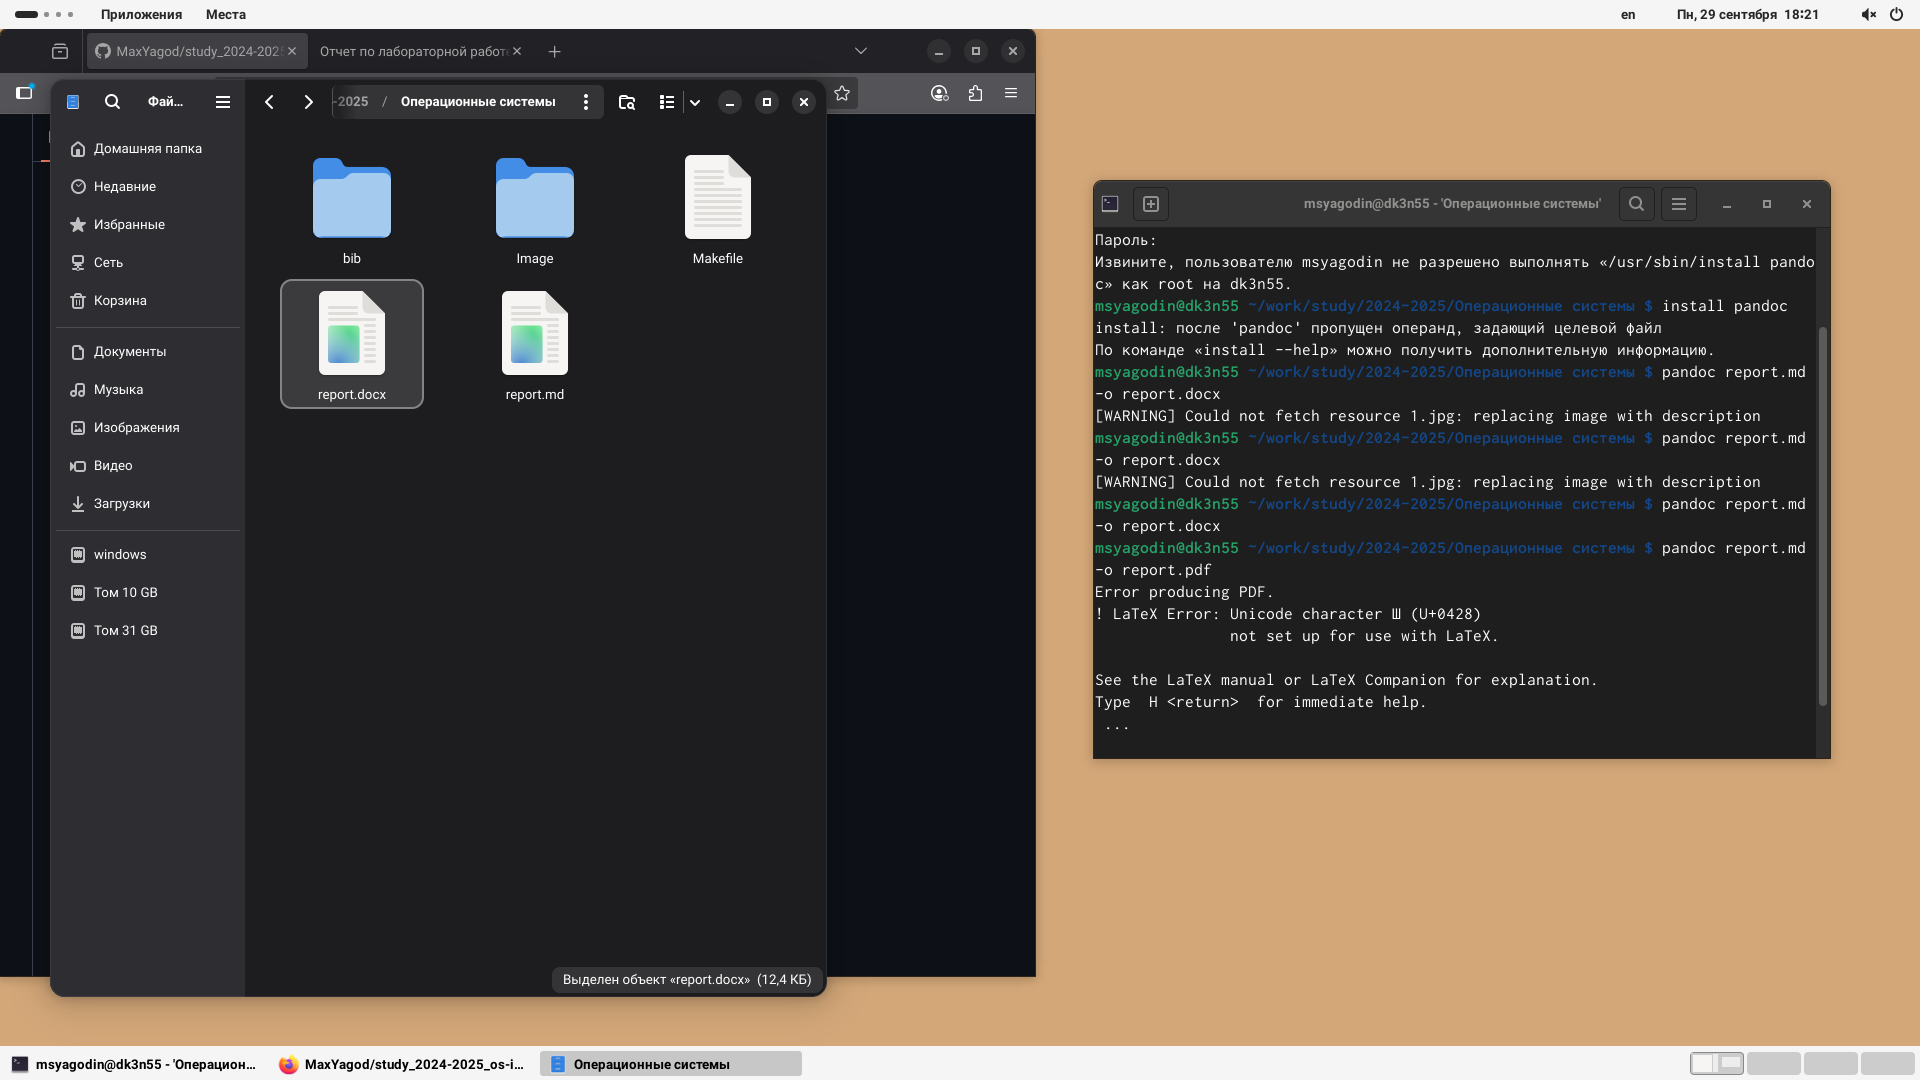 Приложения
Места
en
Пн, 29 сентября 18:21
MaxYagod/study_2024-2025
Отчет по лабораторной работе
Фай...
-2025 / Операционные системы
Домашняя папка
Недавние
Избранные
Сеть
Корзина
Документы
Музыка
Изображения
Видео
Загрузки
windows
Том 10 GB
Том 31 GB
bib
Image
Makefile
report.docx
report.md
Выделен объект «report.docx» (12,4 КБ)
msyagodin@dk3n55 - 'Операционные системы'
Пароль:
Извините, пользователю msyagodin не разрешено выполнять «/usr/sbin/install pando
c» как root на dk3n55.
msyagodin@dk3n55 ~/work/study/2024-2025/Операционные системы $ install pandoc
install: после 'pandoc' пропущен операнд, задающий целевой файл
По команде «install --help» можно получить дополнительную информацию.
msyagodin@dk3n55 ~/work/study/2024-2025/Операционные системы $ pandoc report.md
-o report.docx
[WARNING] Could not fetch resource 1.jpg: replacing image with description
msyagodin@dk3n55 ~/work/study/2024-2025/Операционные системы $ pandoc report.md
-o report.docx
[WARNING] Could not fetch resource 1.jpg: replacing image with description
msyagodin@dk3n55 ~/work/study/2024-2025/Операционные системы $ pandoc report.md
-o report.docx
msyagodin@dk3n55 ~/work/study/2024-2025/Операционные системы $ pandoc report.md
-o report.pdf
Error producing PDF.
! LaTeX Error: Unicode character Ш (U+0428)
not set up for use with LaTeX.
See the LaTeX manual or LaTeX Companion for explanation.
Type  H <return>  for immediate help.
...
msyagodin@dk3n55 - 'Операцион...
MaxYagod/study_2024-2025_os-i...
Операционные системы